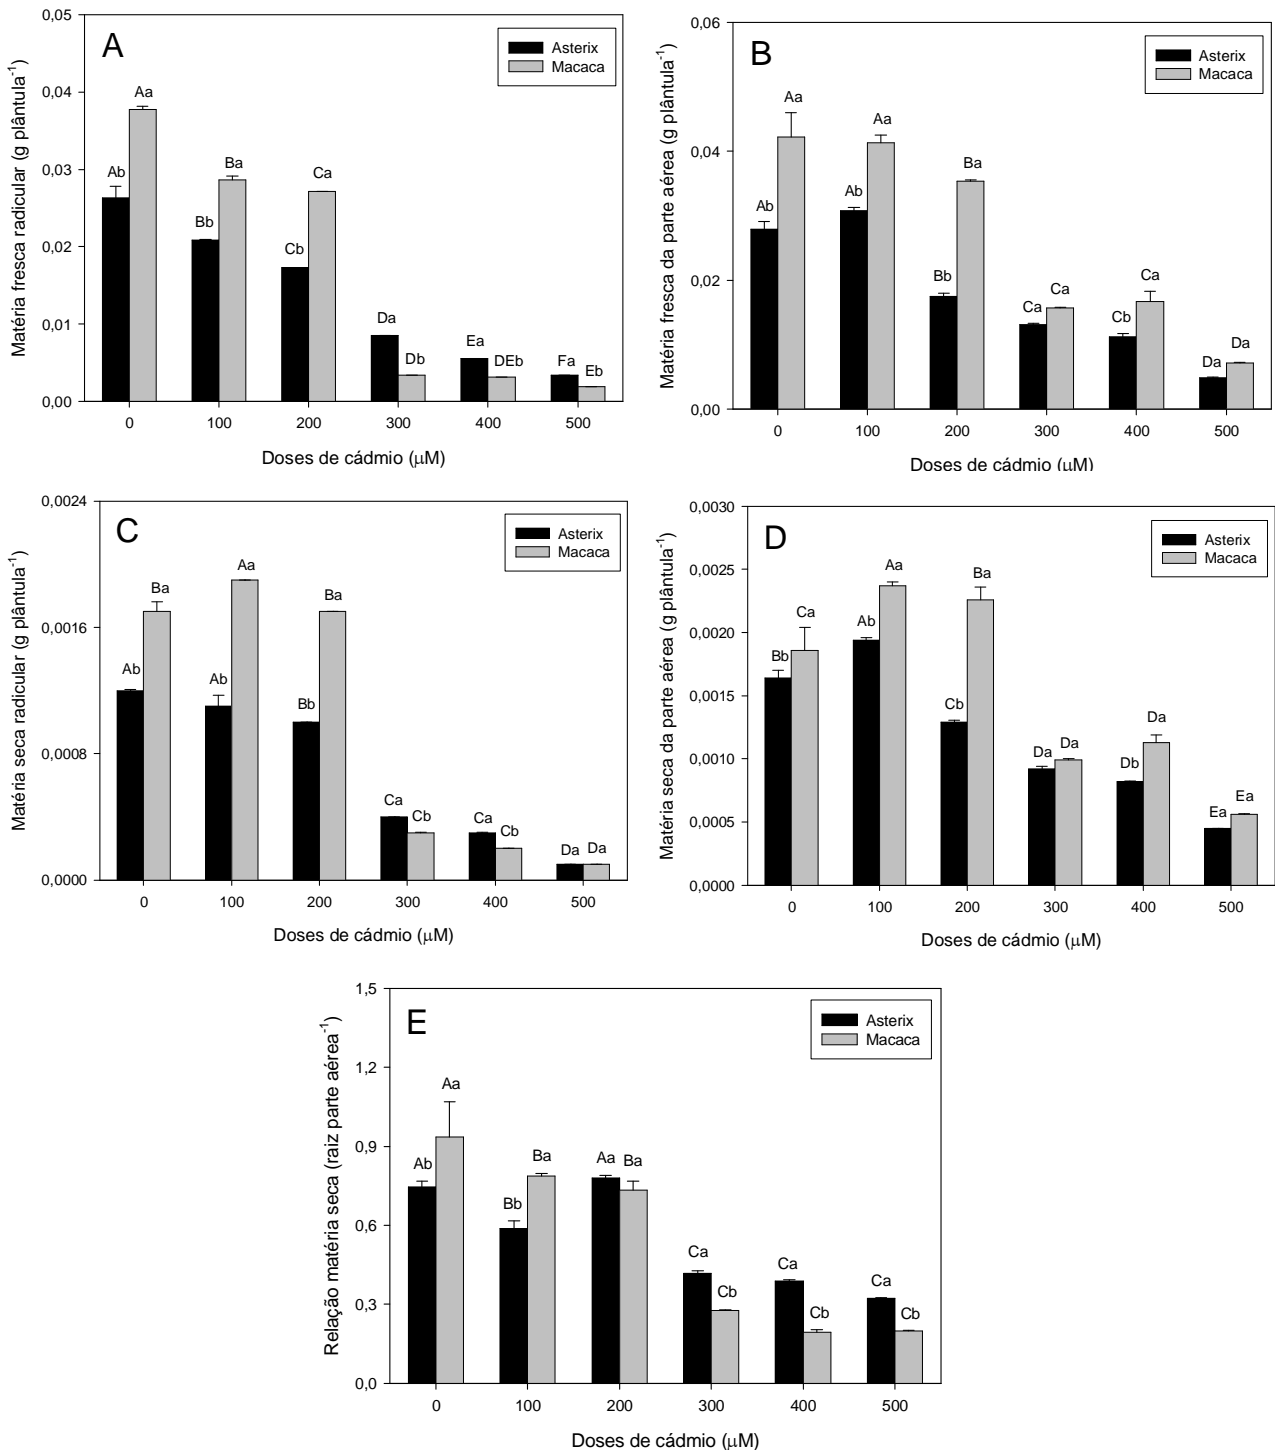 A
Asterix
Macaca
Matéria fresca radicular (g plântula-1)
0,05
0,04
0,03
0,02
0,01
0,00
Ab Aa
Bb Ba
Cb Ca
Da Db
Ea DEb
Fa Eb
0 100 200 300 400 500
Doses de cádmio (μM)
B
Asterix
Macaca
Matéria fresca da parte aérea (g plântula-1)
0,06
0,04
0,02
0,00
Ab Aa
Ab Aa
Bb Ba
Ca Ca
Cb Ca
Da Da
0 100 200 300 400 500
Doses de cádmio (μM)
C
Asterix
Macaca
Matéria seca radicular (g plântula-1)
0,0024
0,0016
0,0008
0,0000
Ab Ba
Ab Aa
Bb Ba
Ca Cb
Ca Cb
Da Da
0 100 200 300 400 500
Doses de cádmio (μM)
D
Asterix
Macaca
Matéria seca da parte aérea (g plântula-1)
0,0030
0,0025
0,0020
0,0015
0,0010
0,0005
0,0000
Bb Ca
Ab Aa
Cb Ba
Da Da
Db Da
Ea Ea
0 100 200 300 400 500
Doses de cádmio (μM)
E
Asterix
Macaca
Relação matéria seca (raiz parte aérea-1)
1,5
1,2
0,9
0,6
0,3
0,0
Ab Aa
Bb Ba
Aa Ba
Ca Cb
Ca Cb
Ca Cb
0 100 200 300 400 500
Doses de cádmio (μM)